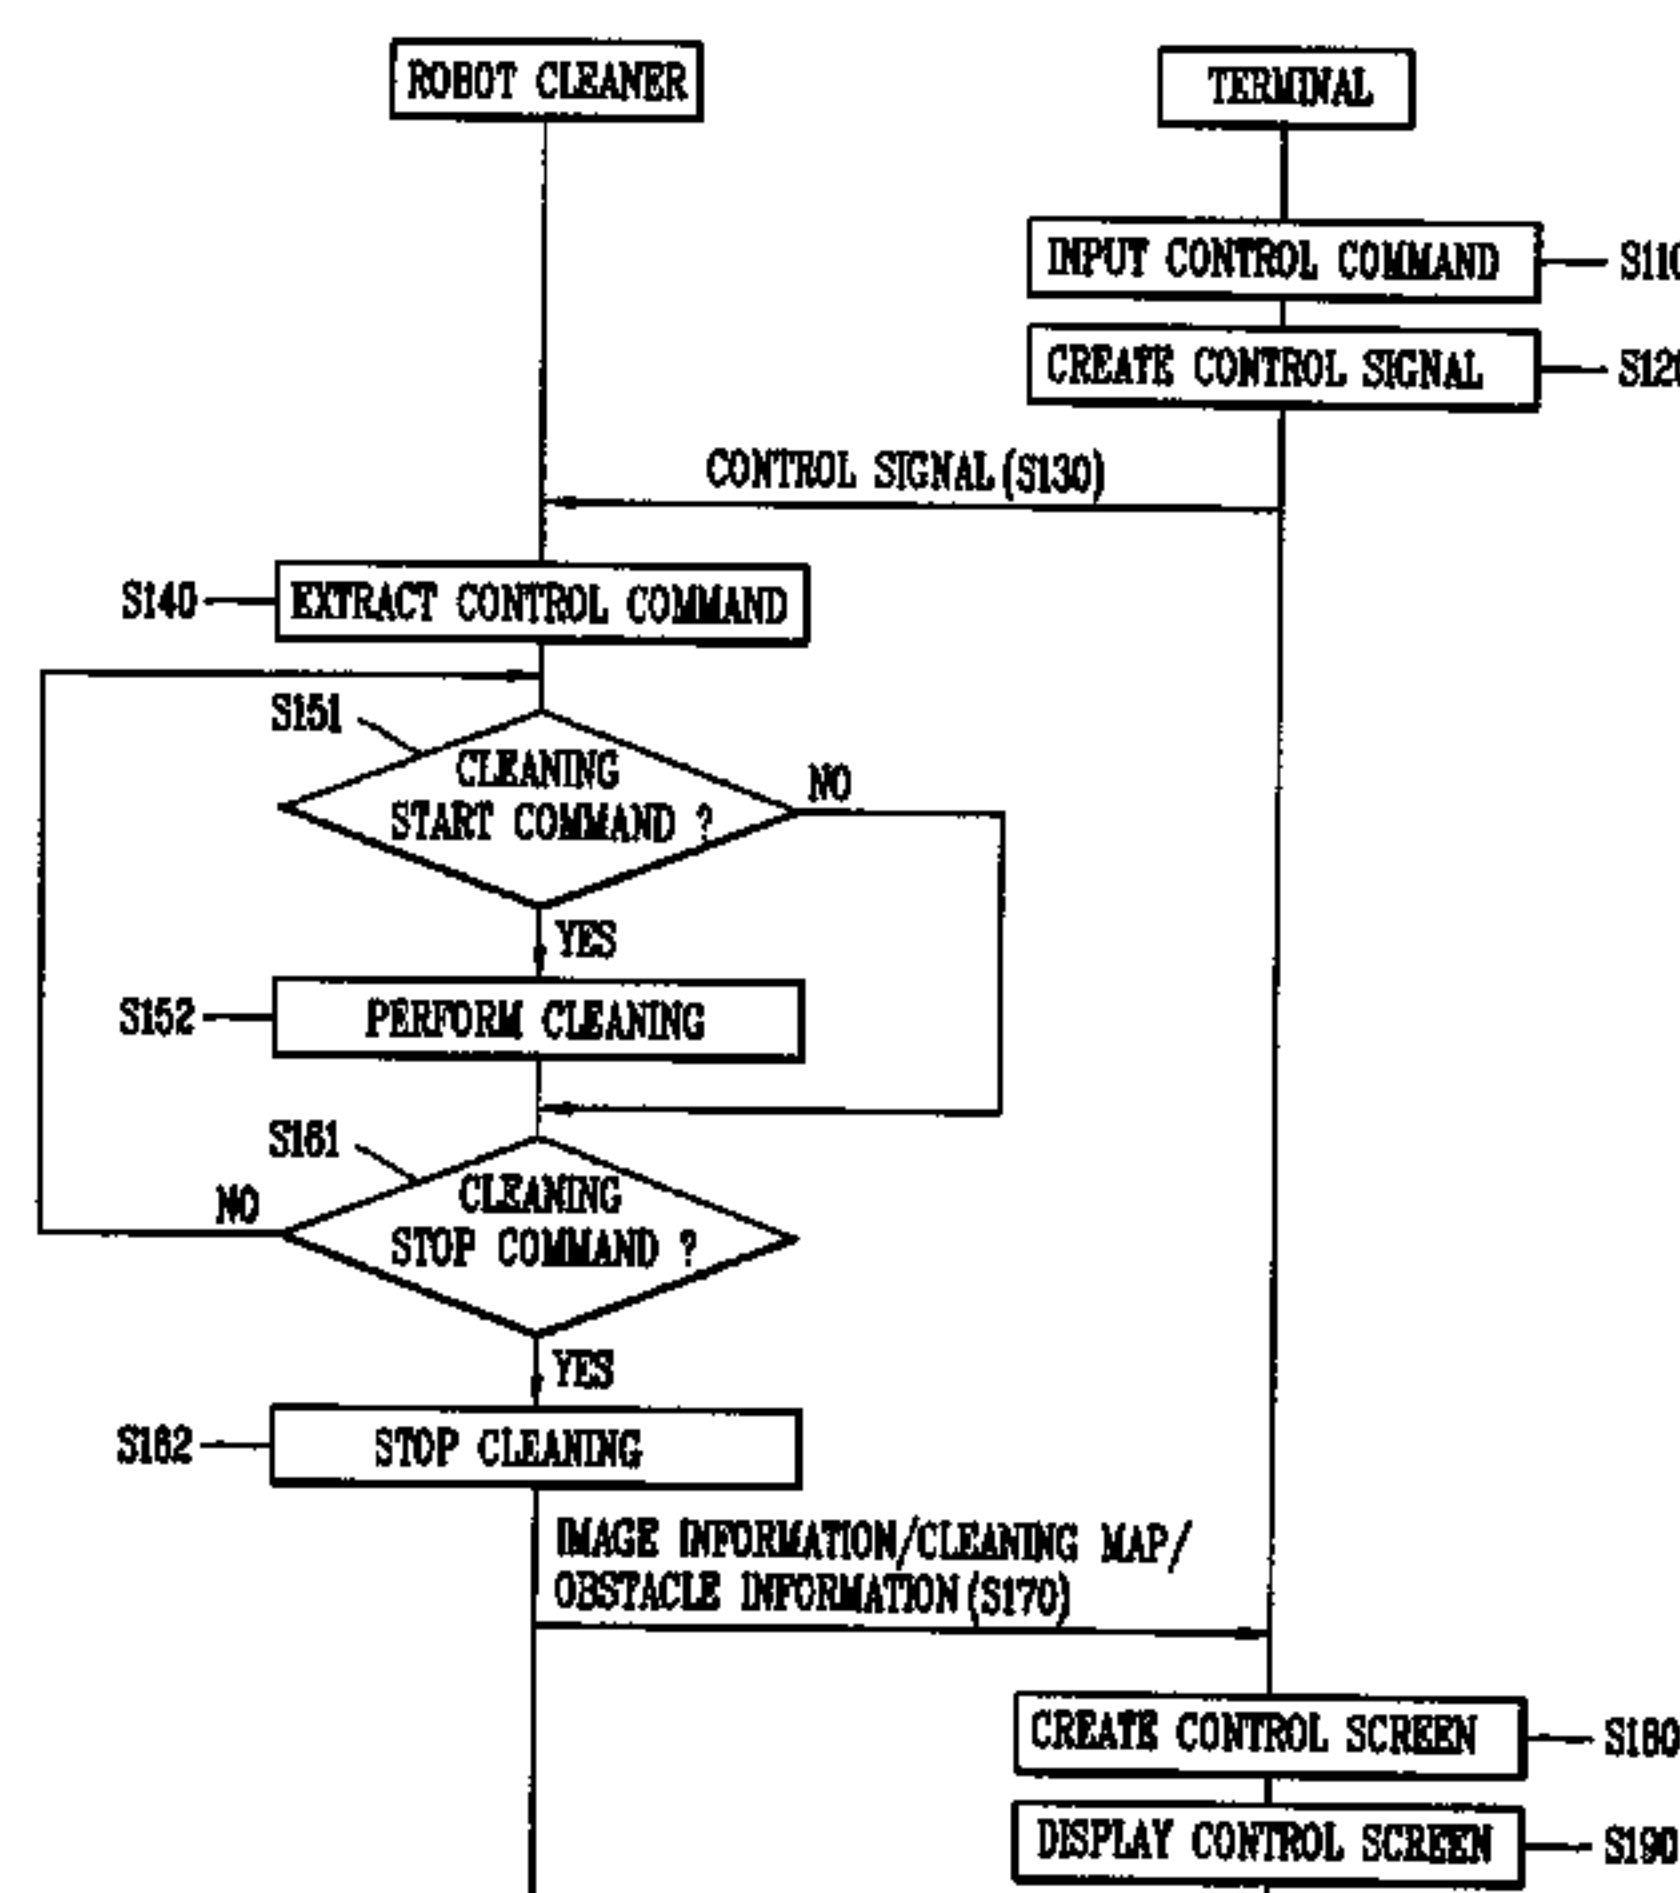 ROBOT CLEANER
TERMINAL
INPUT CONTROL COMMAND
S110
CREATE CONTROL SIGNAL
S120
CONTROL SIGNAL(S130)
S140
EXTRACT CONTROL COMMAND
S151
CLEANING
START COMMAND ?
NO
YES
S152
PERFORM CLEANING
S161
CLEANING
STOP COMMAND ?
NO
YES
S162
STOP CLEANING
IMAGE INFORMATION/CLEANING MAP/
OBSTACLE INFORMATION(S170)
CREATE CONTROL SCREEN
S180
DISPLAY CONTROL SCREEN
S190